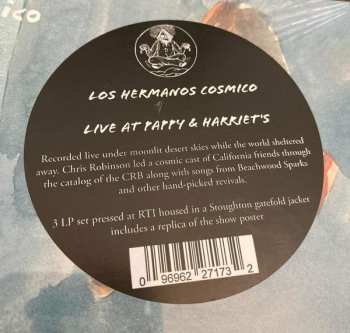 ico
LOS HERMANOS COSMICO
LIVE AT PAPPY & HARRIET'S
Recorded live under moonlit desert skies while the world sheltered
away. Chris Robinson led a cosmic cast of California friends through
the catalog of the CRB along with songs from Beachwood Sparks
and other hand-picked revivals.
3 LP set pressed at RTI housed in a Stoughton gatefold jacket
includes a replica of the show poster
0 96962 27173 2